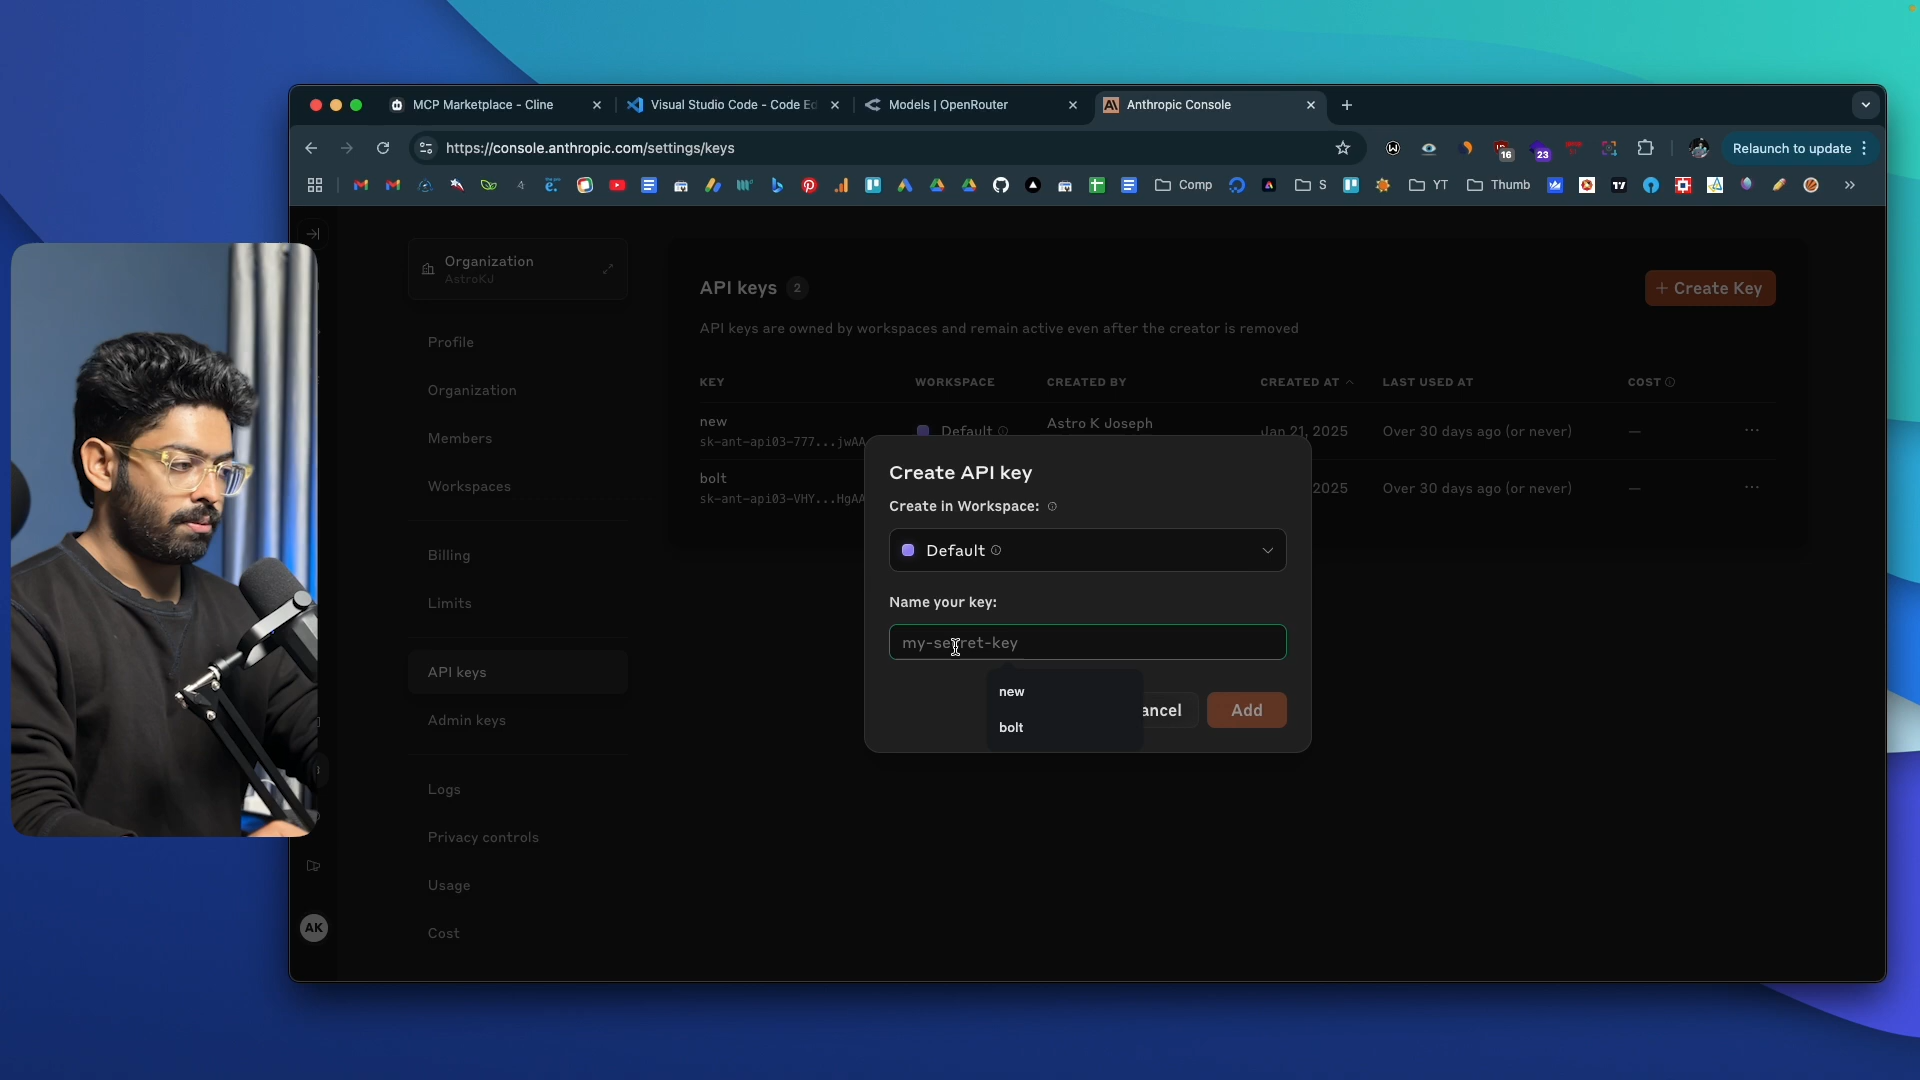 MCP Marketplace - Cline
Visual Studio Code - Code Ed
Models | OpenRouter
Anthropic Console
https://console.anthropic.com/settings/keys
16
23
Relaunch to update
Comp
S
YT
Thumb
Organization
AstroKJ
Profile
Organization
Members
Workspaces
Billing
Limits
API keys
Admin keys
Logs
Privacy controls
Usage
Cost
AK
API keys 2
+ Create Key
API keys are owned by workspaces and remain active even after the creator is removed
KEY WORKSPACE CREATED BY CREATED AT LAST USED AT COST
new
sk-ant-api03-777...jwAA
Default
Astro K Joseph
Jan 21, 2025
Over 30 days ago (or never)
—
bolt
sk-ant-api03-VHY...HgAA
2025
Over 30 days ago (or never)
—
Create API key
Create in Workspace:
Default
Name your key:
my-secret-key
new
bolt
ancel
Add